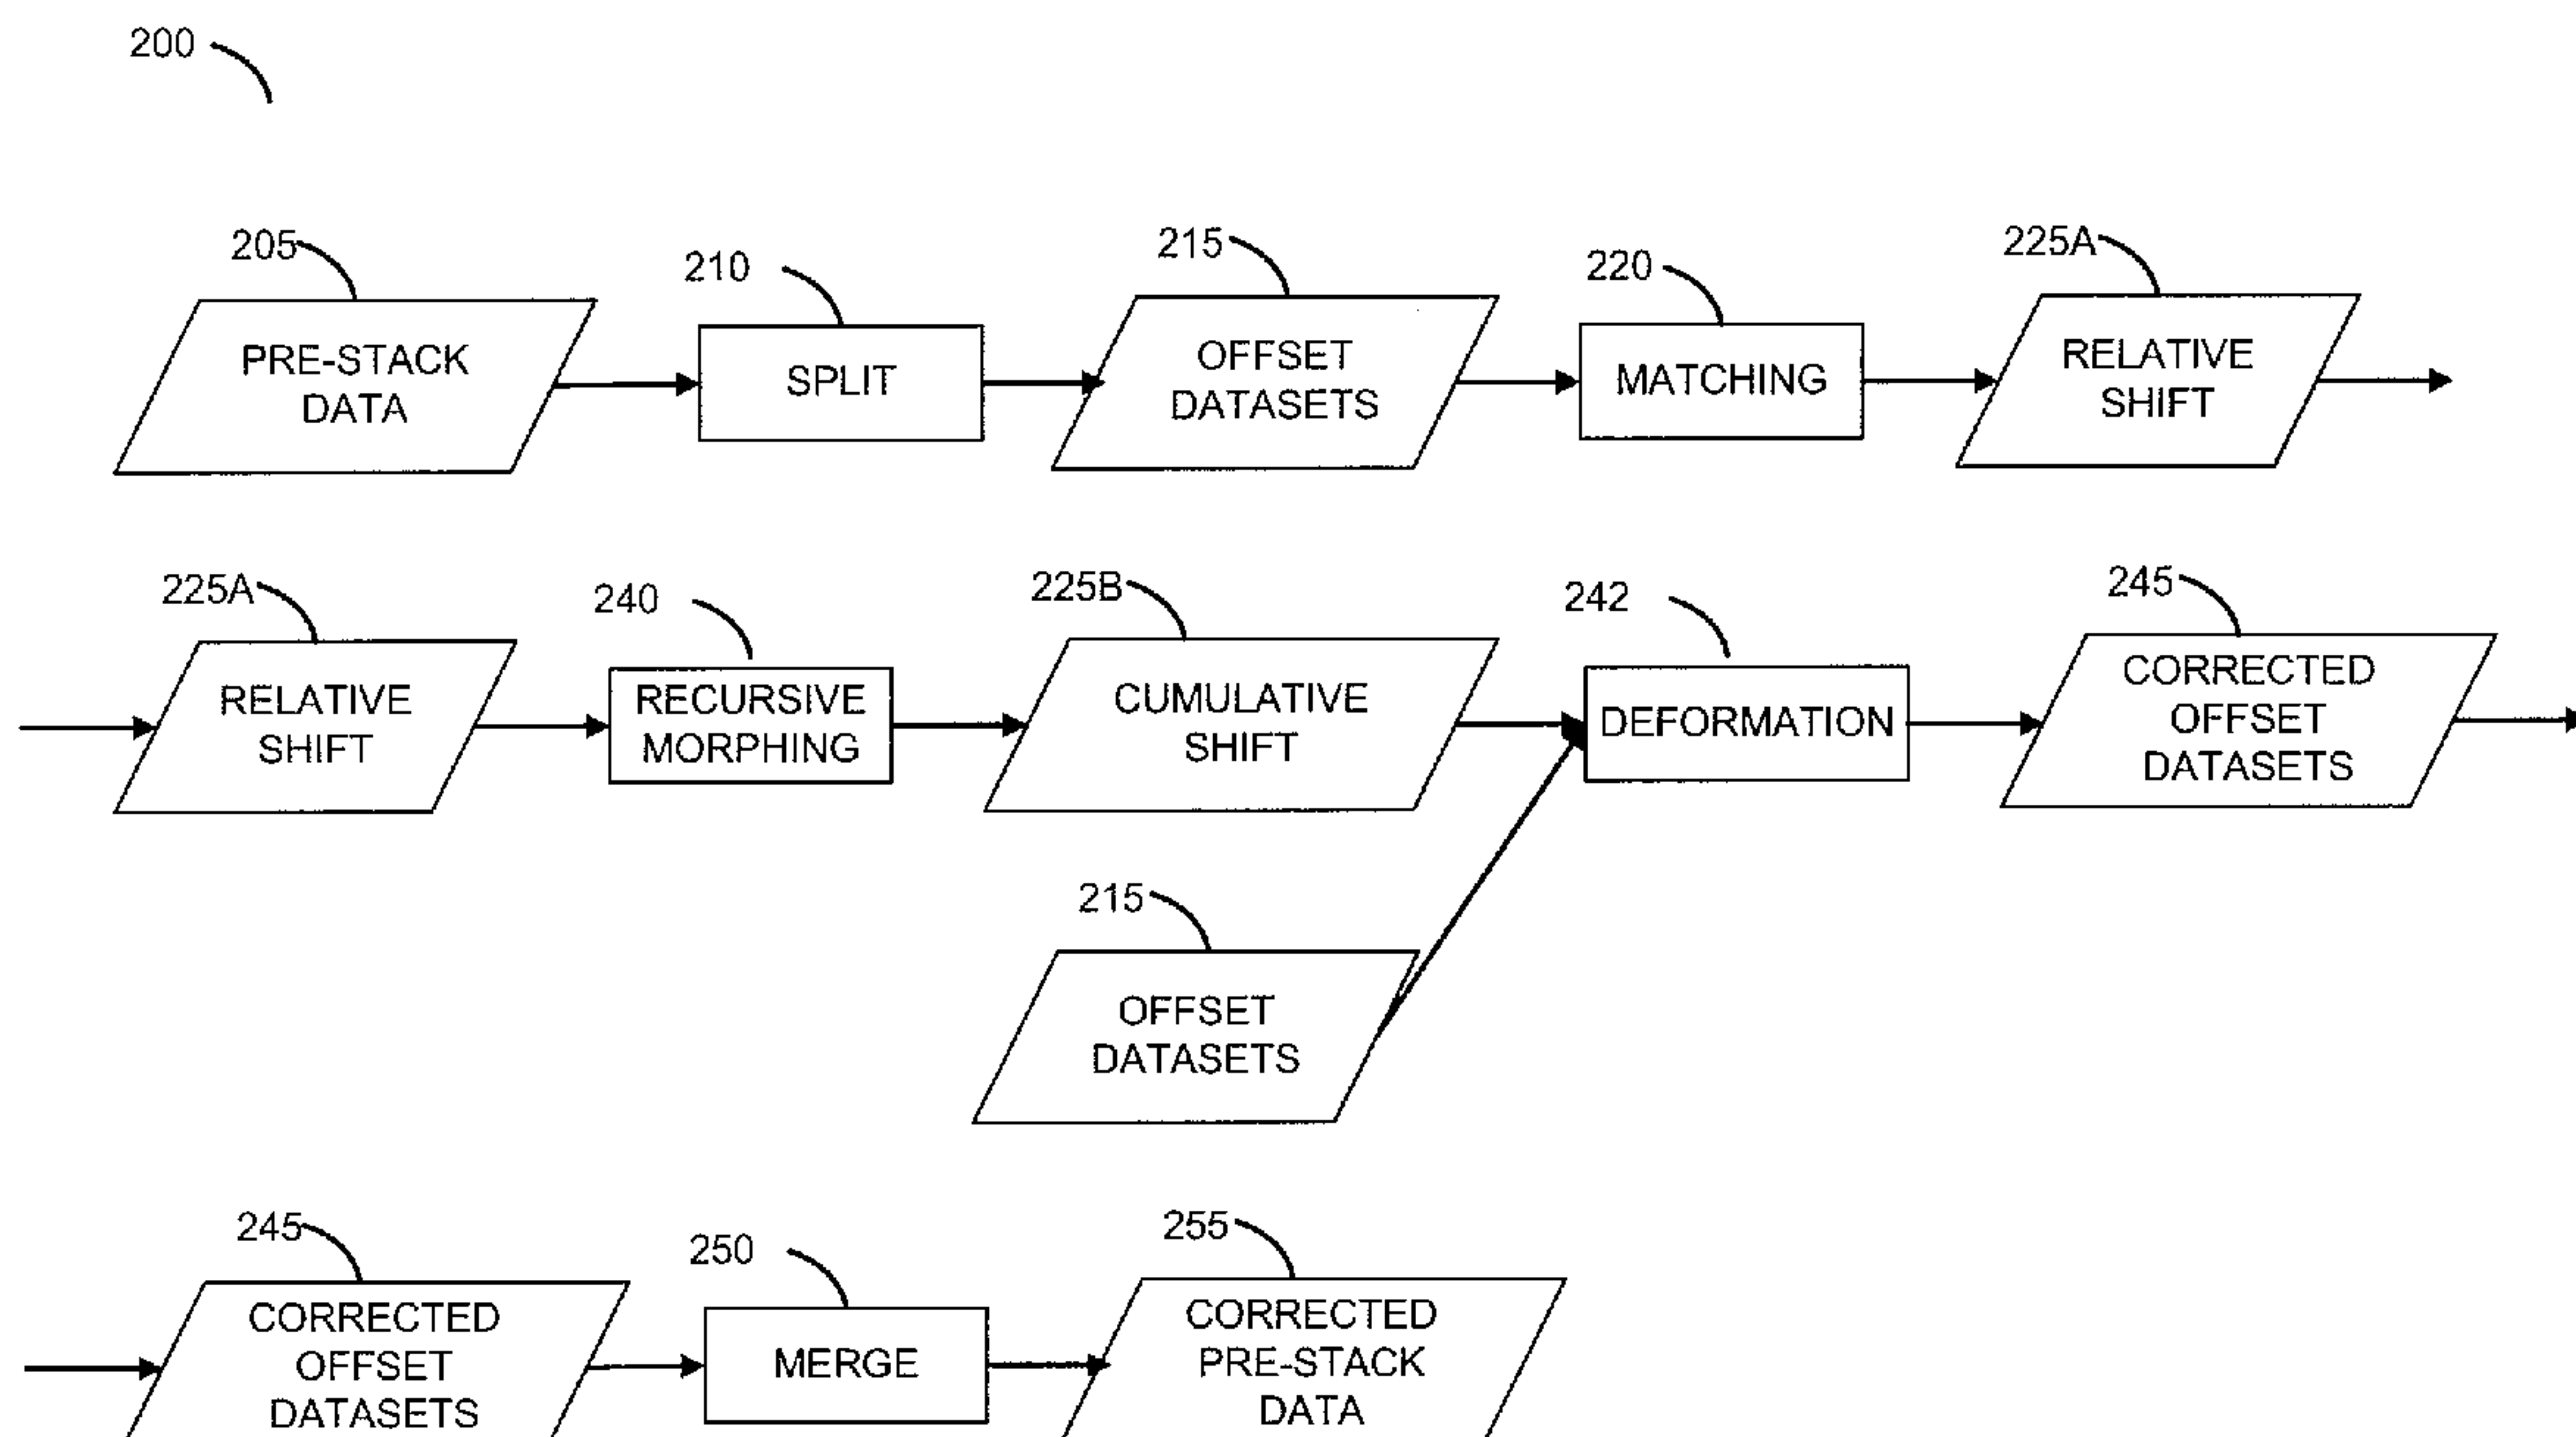 200
205
210
215
220
225A
PRE-STACK
DATA
SPLIT
OFFSET
DATASETS
MATCHING
RELATIVE
SHIFT
225A
240
225B
242
245
RELATIVE
SHIFT
RECURSIVE
MORPHING
CUMULATIVE
SHIFT
DEFORMATION
CORRECTED
OFFSET
DATASETS
215
OFFSET
DATASETS
245
250
255
CORRECTED
OFFSET
DATASETS
MERGE
CORRECTED
PRE-STACK
DATA